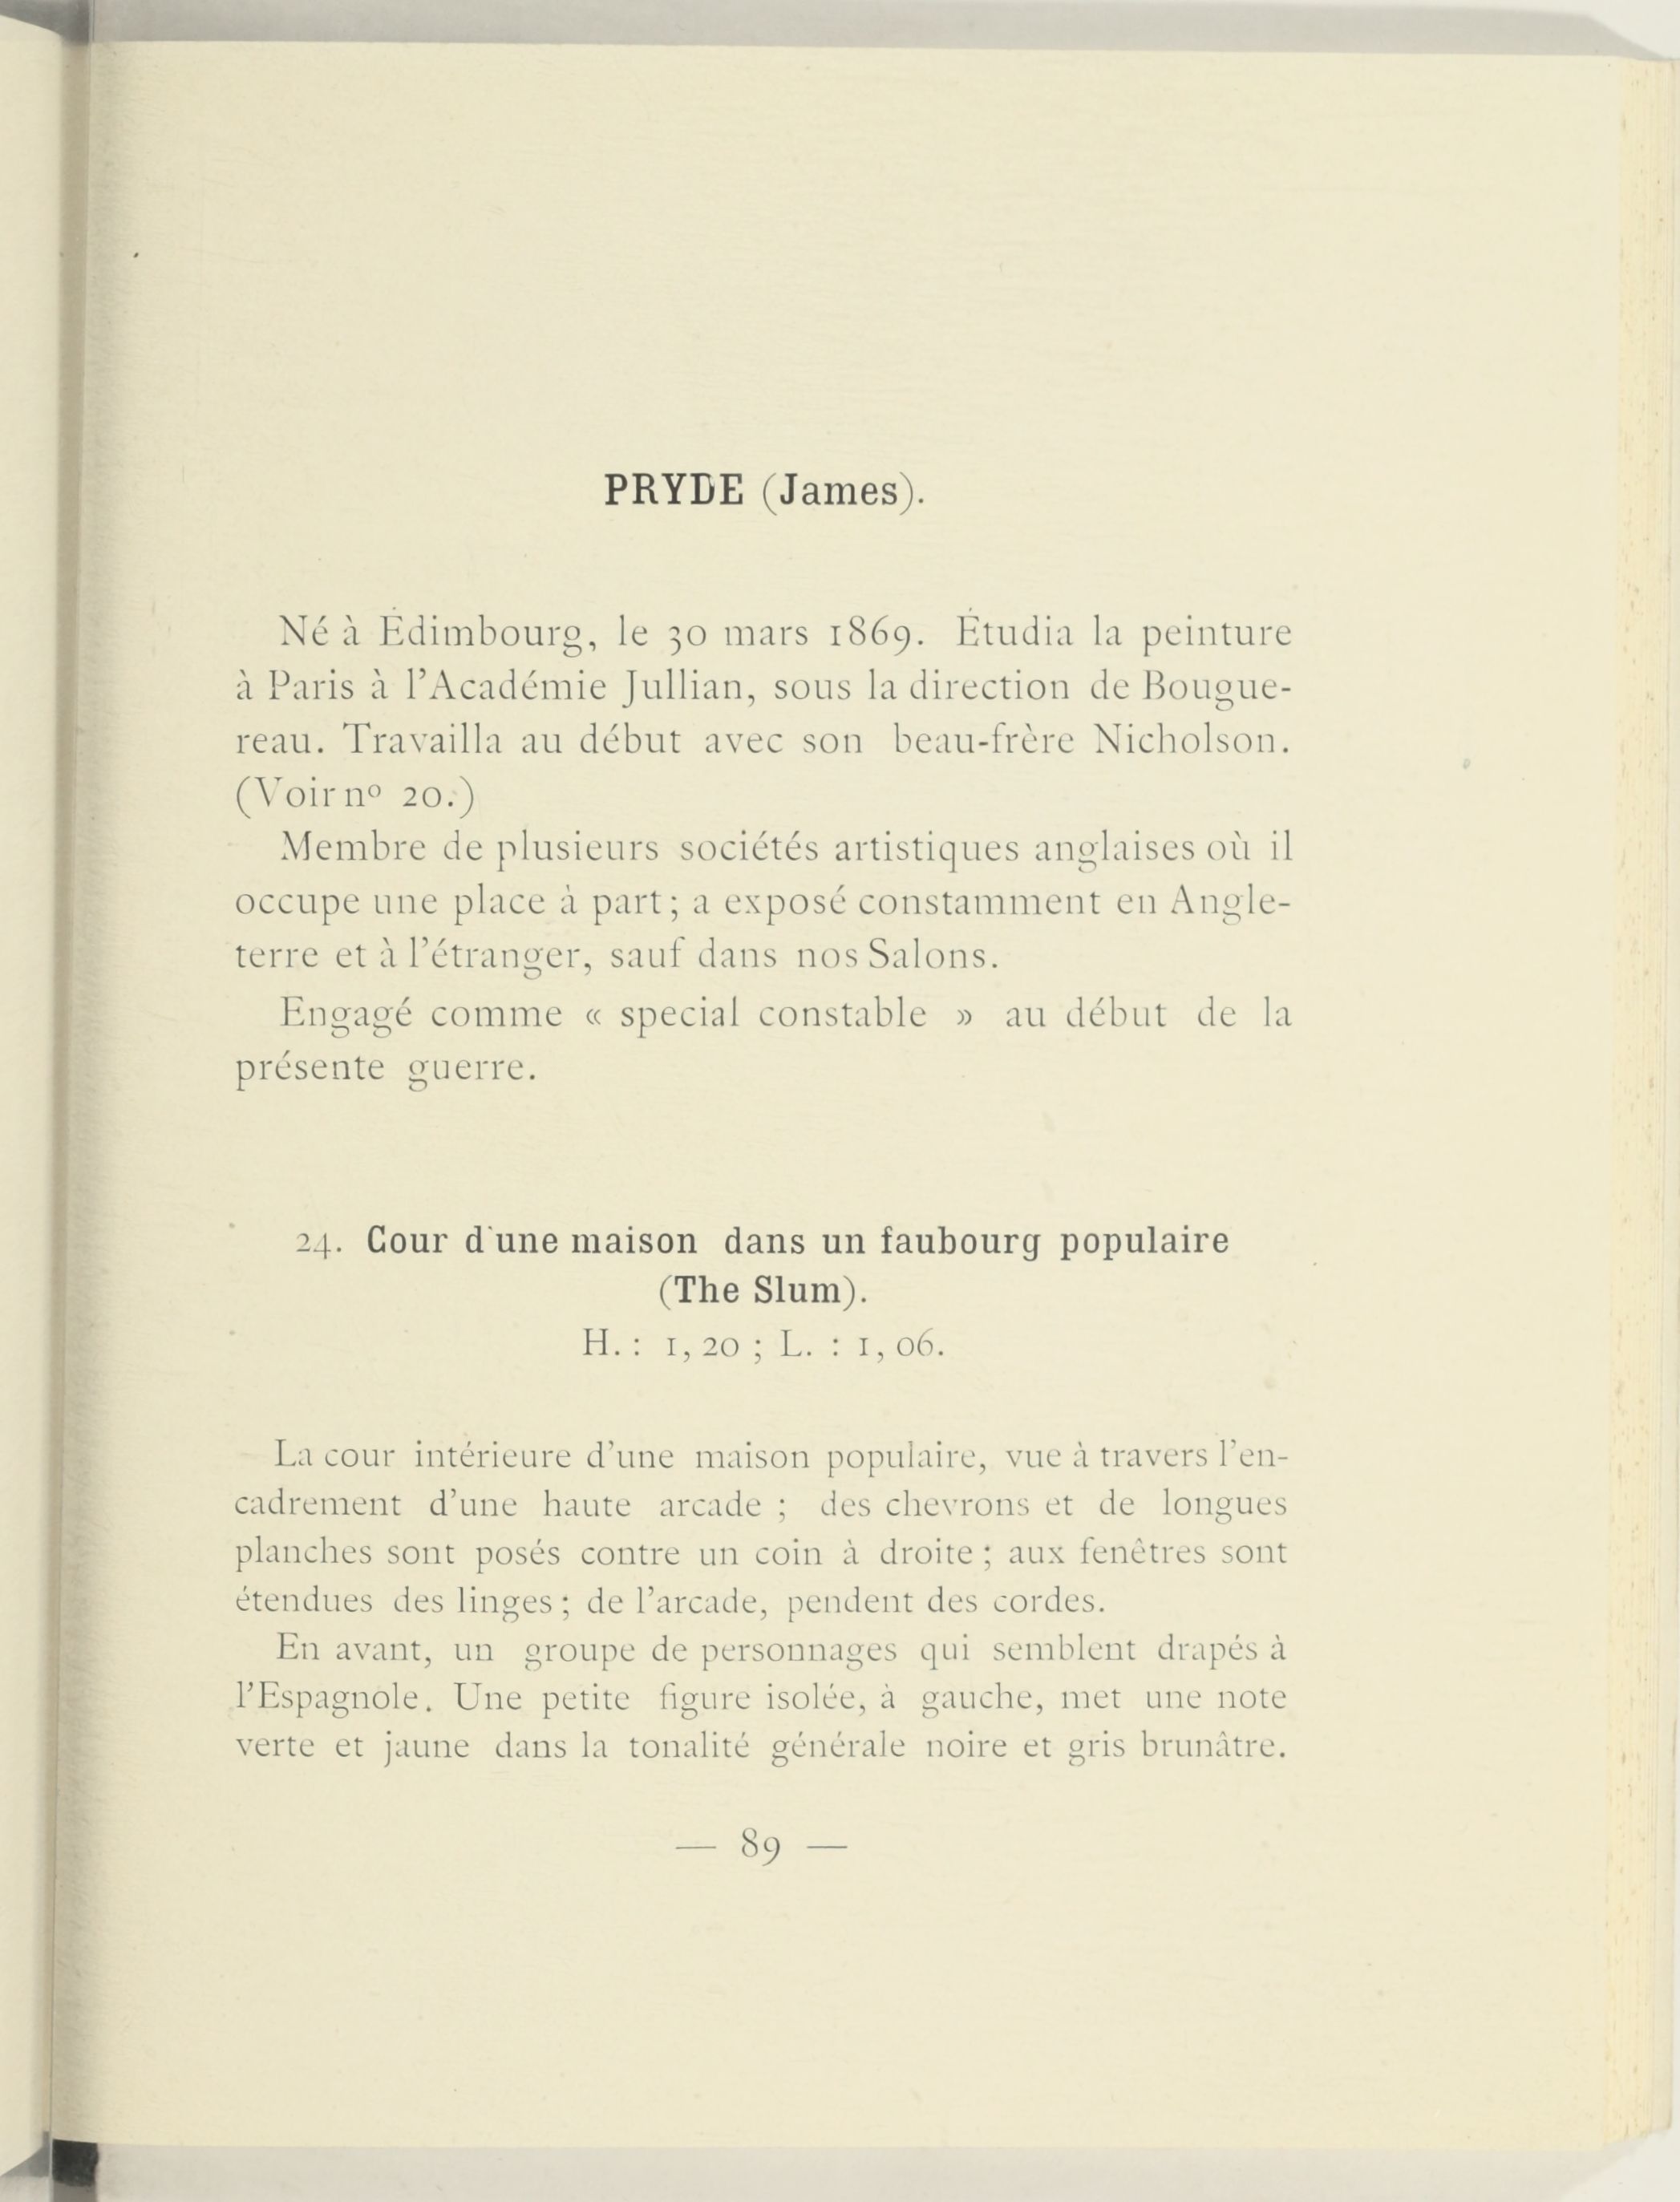 PRYDE (James).
Né à Édimbourg, le 30 mars 1869. Étudia la peinture
à Paris à l'Académie Jullian, sous la direction de Bougue-
reau. Travailla au début avec son beau-frère Nicholson.
(Voir nº 20.)
Membre de plusieurs sociétés artistiques anglaises où il
occupe une place à part; a exposé constamment en Angle-
terre et à l'étranger, sauf dans nos Salons.
Engagé comme « special constable » au début de la
présente guerre.
24. Cour d'une maison dans un faubourg populaire
(The Slum).
H. : 1, 20 ; L. : 1, 06.
La cour intérieure d'une maison populaire, vue à travers l'en-
cadrement d'une haute arcade ; des chevrons et de longues
planches sont posés contre un coin à droite ; aux fenêtres sont
étendues des linges ; de l'arcade, pendent des cordes.
En avant, un groupe de personnages qui semblent drapés à
l'Espagnole. Une petite figure isolée, à gauche, met une note
verte et jaune dans la tonalité générale noire et gris brunâtre.
— 89 —